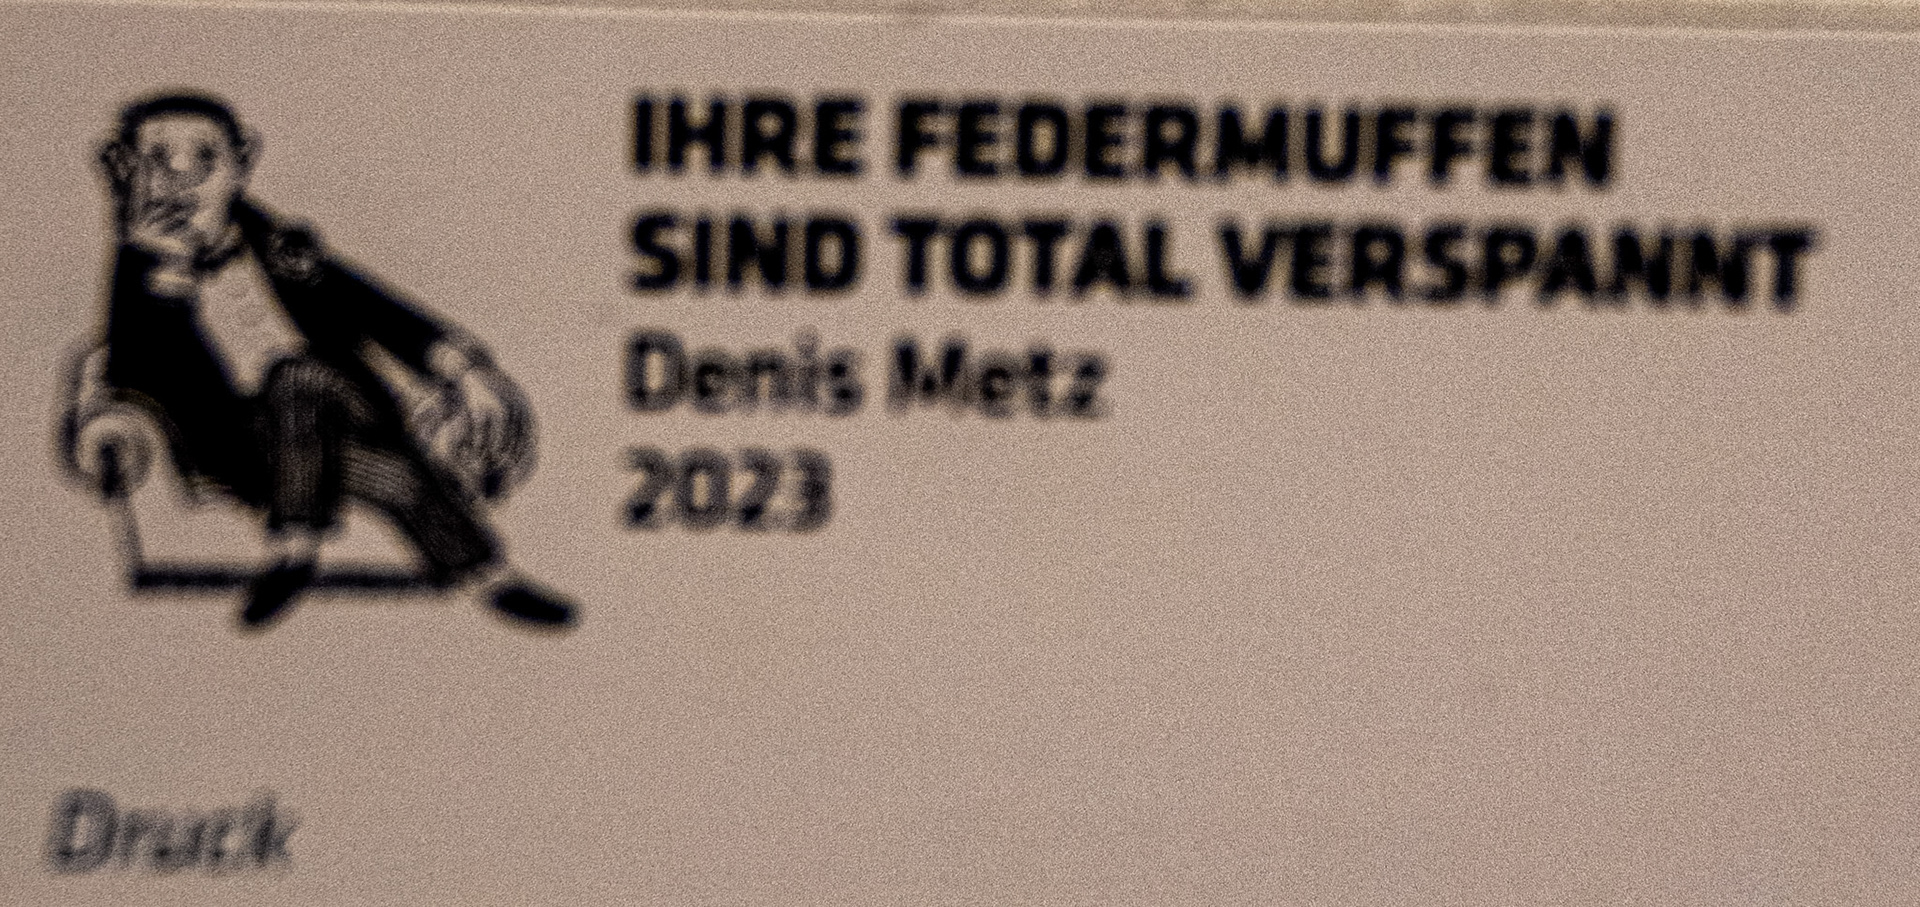 IHRE FEDERMUFFEN
SIND TOTAL VERSPANNT
Denis Metz
2023
Druck